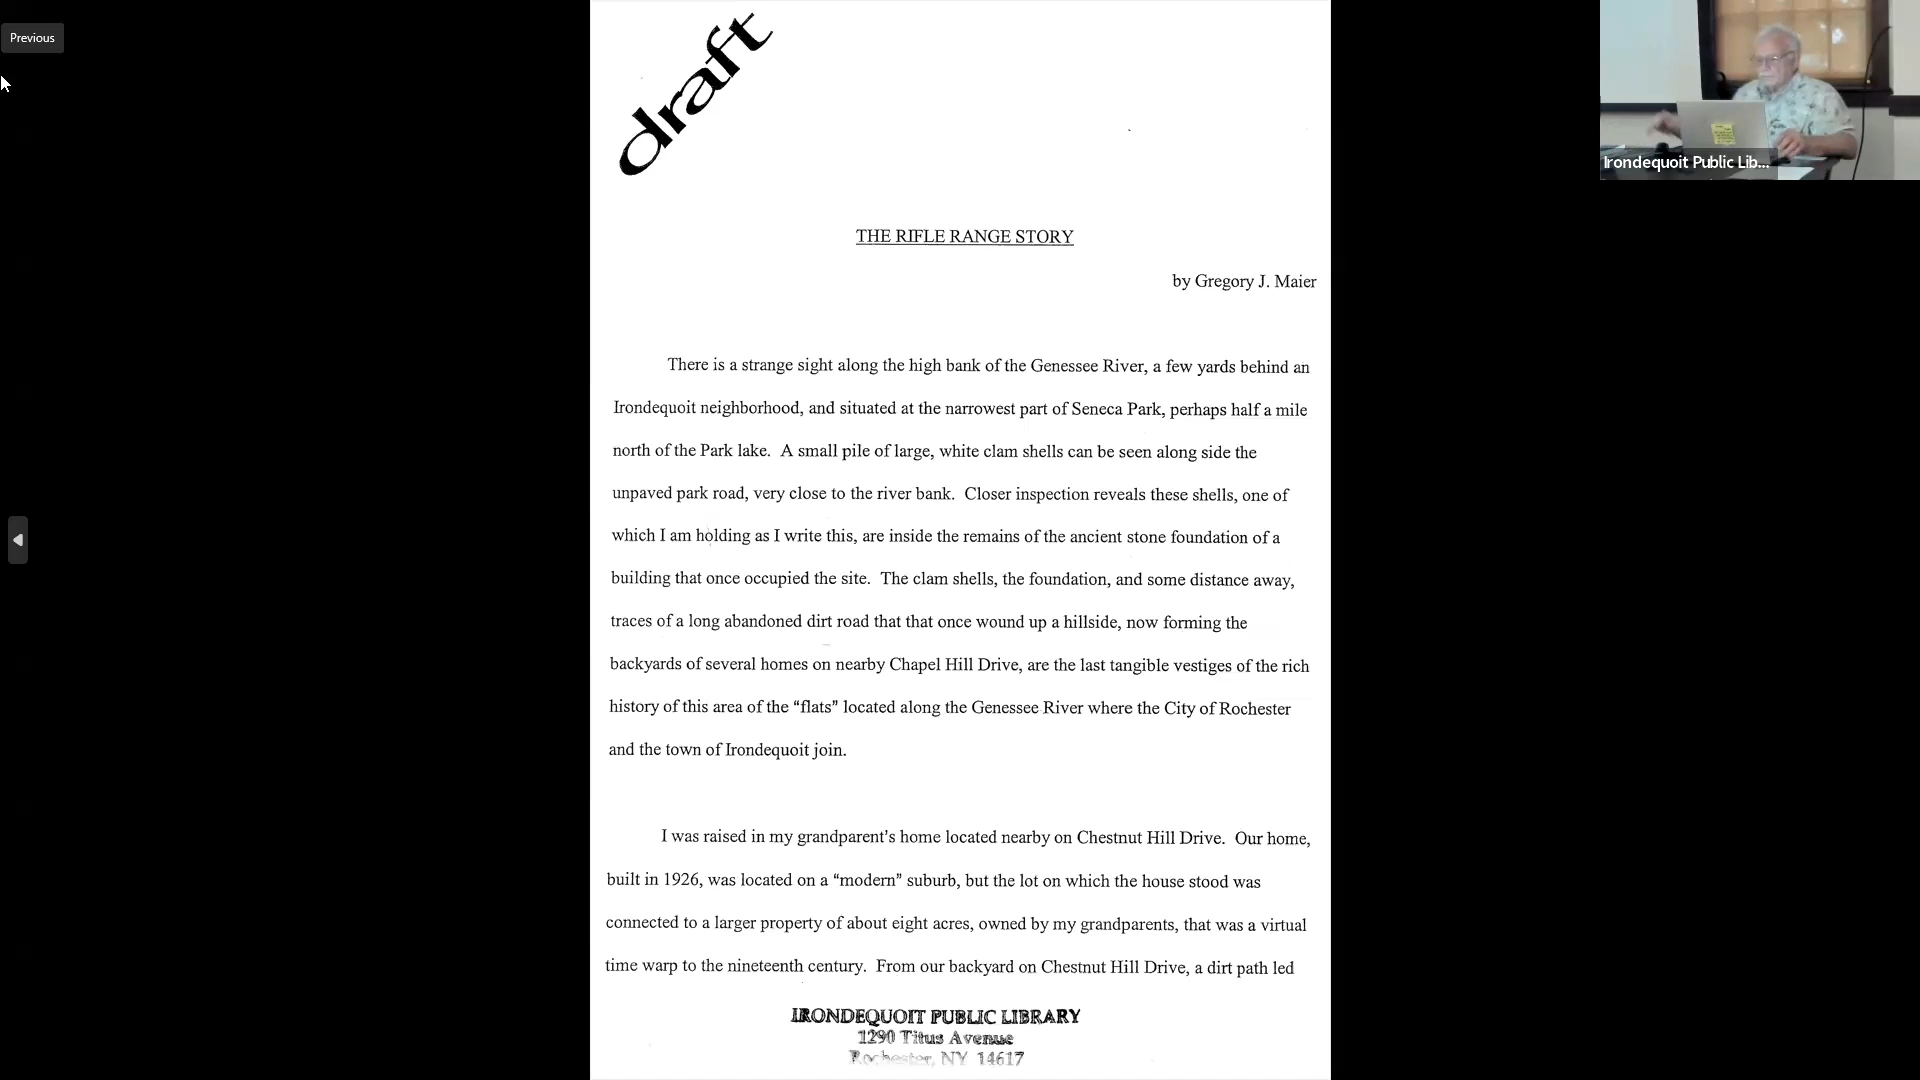 Previous
draft
Irondequoit Public Lib...
THE RIFLE RANGE STORY
by Gregory J. Maier
There is a strange sight along the high bank of the Genessee River, a few yards behind an
Irondequoit neighborhood, and situated at the narrowest part of Seneca Park, perhaps half a mile
north of the Park lake. A small pile of large, white clam shells can be seen along side the
unpaved park road, very close to the river bank. Closer inspection reveals these shells, one of
which I am holding as I write this, are inside the remains of the ancient stone foundation of a
building that once occupied the site. The clam shells, the foundation, and some distance away,
traces of a long abandoned dirt road that that once wound up a hillside, now forming the
backyards of several homes on nearby Chapel Hill Drive, are the last tangible vestiges of the rich
history of this area of the “flats” located along the Genessee River where the City of Rochester
and the town of Irondequoit join.
I was raised in my grandparent’s home located nearby on Chestnut Hill Drive. Our home,
built in 1926, was located on a “modern” suburb, but the lot on which the house stood was
connected to a larger property of about eight acres, owned by my grandparents, that was a virtual
time warp to the nineteenth century. From our backyard on Chestnut Hill Drive, a dirt path led
IRONDEQUOIT PUBLIC LIBRARY
1290 Titus Avenue
Rochester, NY 14617